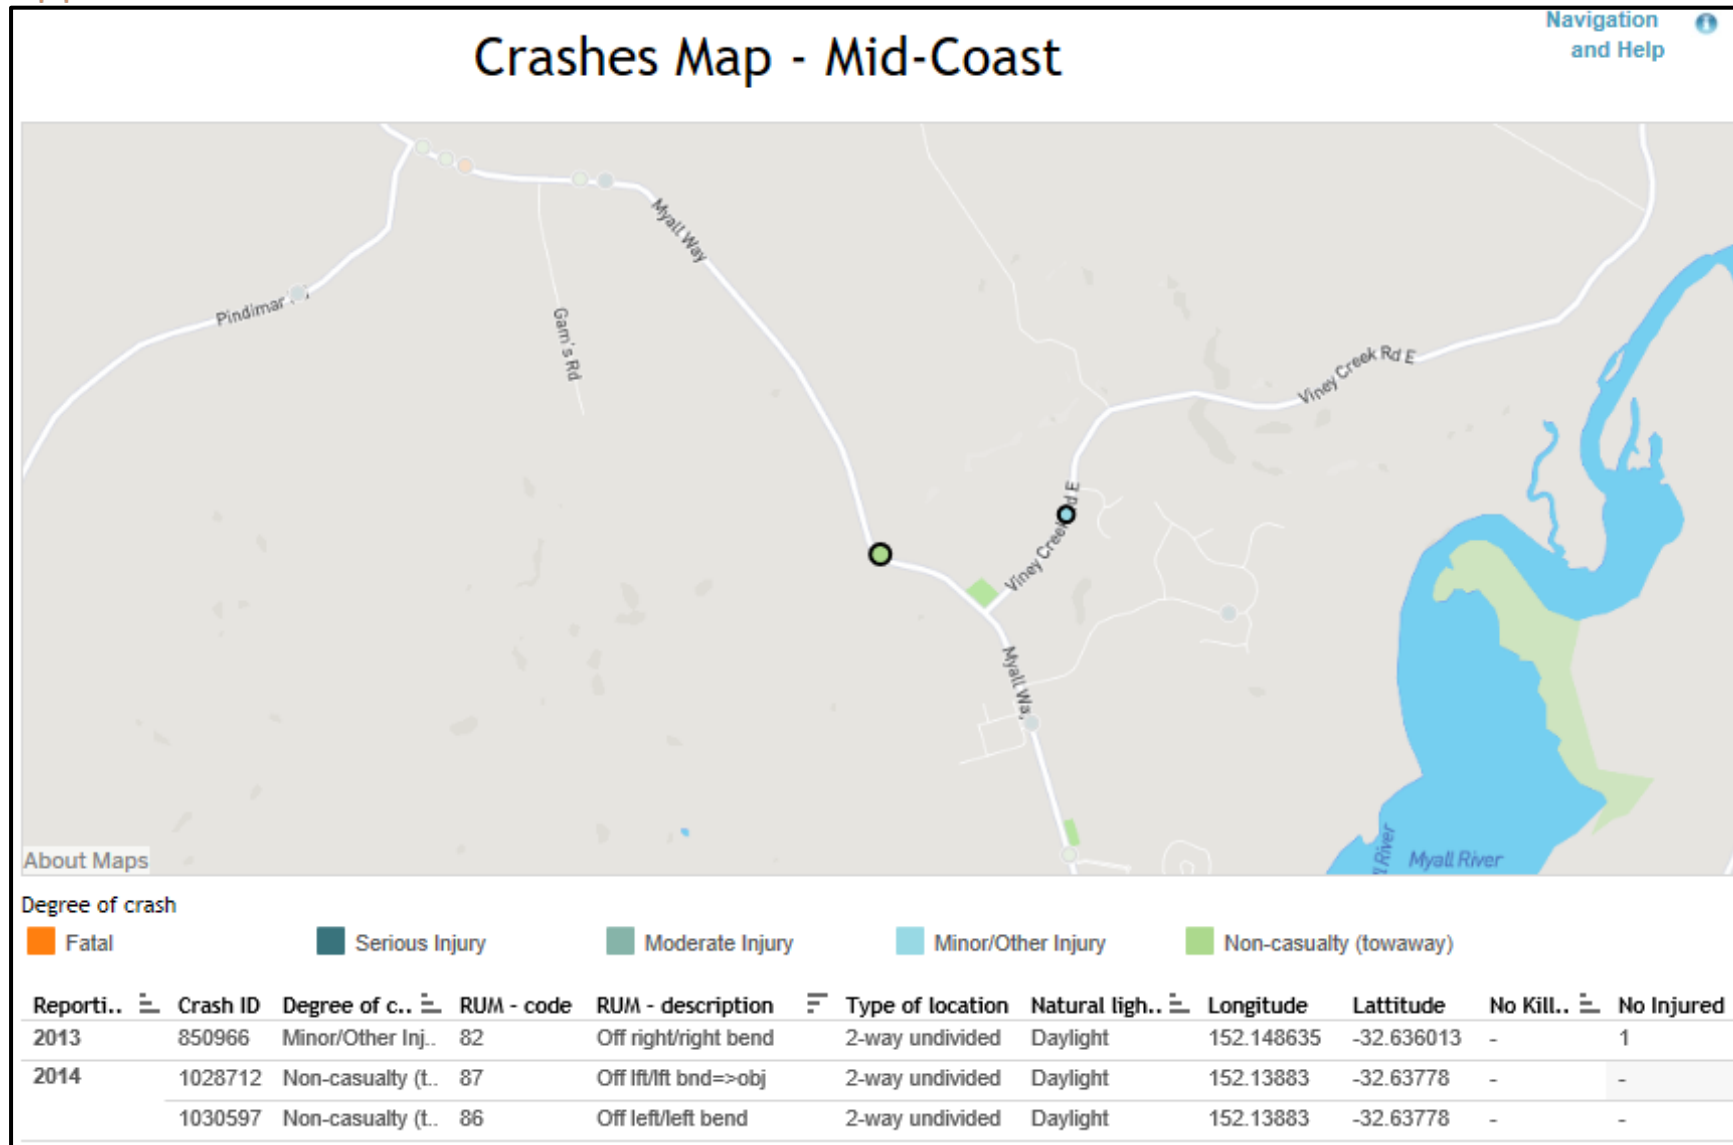 Navigation
and Help
Crashes Map - Mid-Coast
Myall Way
Pindimar
Gam's Rd
Viney Creek Rd E
Viney Creek Rd E
Myall Wa
Myall River
About Maps
Degree of crash
Fatal Serious Injury Moderate Injury Minor/Other Injury Non-casualty (towaway)
Reporti.. Crash ID Degree of c.. RUM - code RUM - description Type of location Natural ligh.. Longitude Lattitude No Kill.. No Injured
2013 850966 Minor/Other Inj.. 82 Off right/right bend 2-way undivided Daylight 152.148635 -32.636013 - 1
2014 1028712 Non-casualty (t.. 87 Off lft/lft bnd=>obj 2-way undivided Daylight 152.13883 -32.63778 - -
1030597 Non-casualty (t.. 86 Off left/left bend 2-way undivided Daylight 152.13883 -32.63778 - -